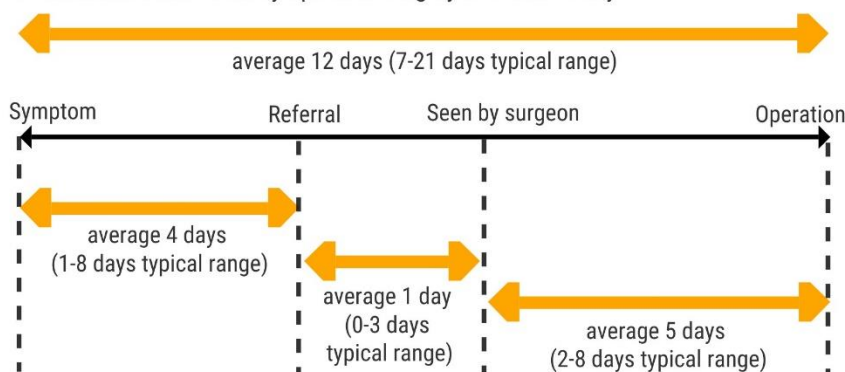 average 12 days (7-21 days typical range)
Symptom Referral Seen by surgeon Operation
average 4 days
(1-8 days typical range)
average 1 day
(0-3 days
typical range)
average 5 days
(2-8 days typical range)